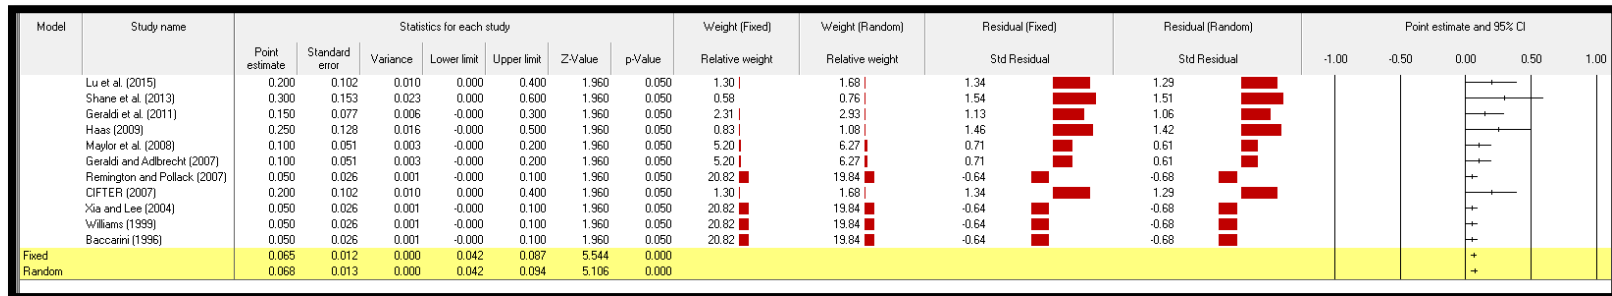 Model Study name Statistics for each study Weight (Fixed) Weight (Random) Residual (Fixed) Residual (Random) Point estimate and 95% CI
Point estimate Standard error Variance Lower limit Upper limit Z-Value p-Value Relative weight Relative weight Std Residual Std Residual -1.00 -0.50 0.00 0.50 1.00
Lu et al. (2015) 0.200 0.102 0.010 0.000 0.400 1.960 0.050 1.30 1.68 1.34 1.29
Shane et al. (2013) 0.300 0.153 0.023 0.000 0.600 1.960 0.050 0.58 0.76 1.54 1.51
Geraldi et al. (2011) 0.150 0.077 0.006 -0.000 0.300 1.960 0.050 2.31 2.93 1.13 1.06
Haas (2009) 0.250 0.128 0.016 -0.000 0.500 1.960 0.050 0.83 1.08 1.46 1.42
Maylor et al. (2008) 0.100 0.051 0.003 -0.000 0.200 1.960 0.050 5.20 6.27 0.71 0.61
Geraldi and Adlbrecht (2007) 0.100 0.051 0.003 -0.000 0.200 1.960 0.050 5.20 6.27 0.71 0.61
Remington and Pollack (2007) 0.050 0.026 0.001 -0.000 0.100 1.960 0.050 20.82 19.84 -0.64 -0.68
CIFTER (2007) 0.200 0.102 0.010 0.000 0.400 1.960 0.050 1.30 1.68 1.34 1.29
Xia and Lee (2004) 0.050 0.026 0.001 -0.000 0.100 1.960 0.050 20.82 19.84 -0.64 -0.68
Williams (1999) 0.050 0.026 0.001 -0.000 0.100 1.960 0.050 20.82 19.84 -0.64 -0.68
Baccarini (1996) 0.050 0.026 0.001 -0.000 0.100 1.960 0.050 20.82 19.84 -0.64 -0.68
Fixed 0.065 0.012 0.000 0.042 0.087 5.544 0.000
Random 0.068 0.013 0.000 0.042 0.094 5.106 0.000